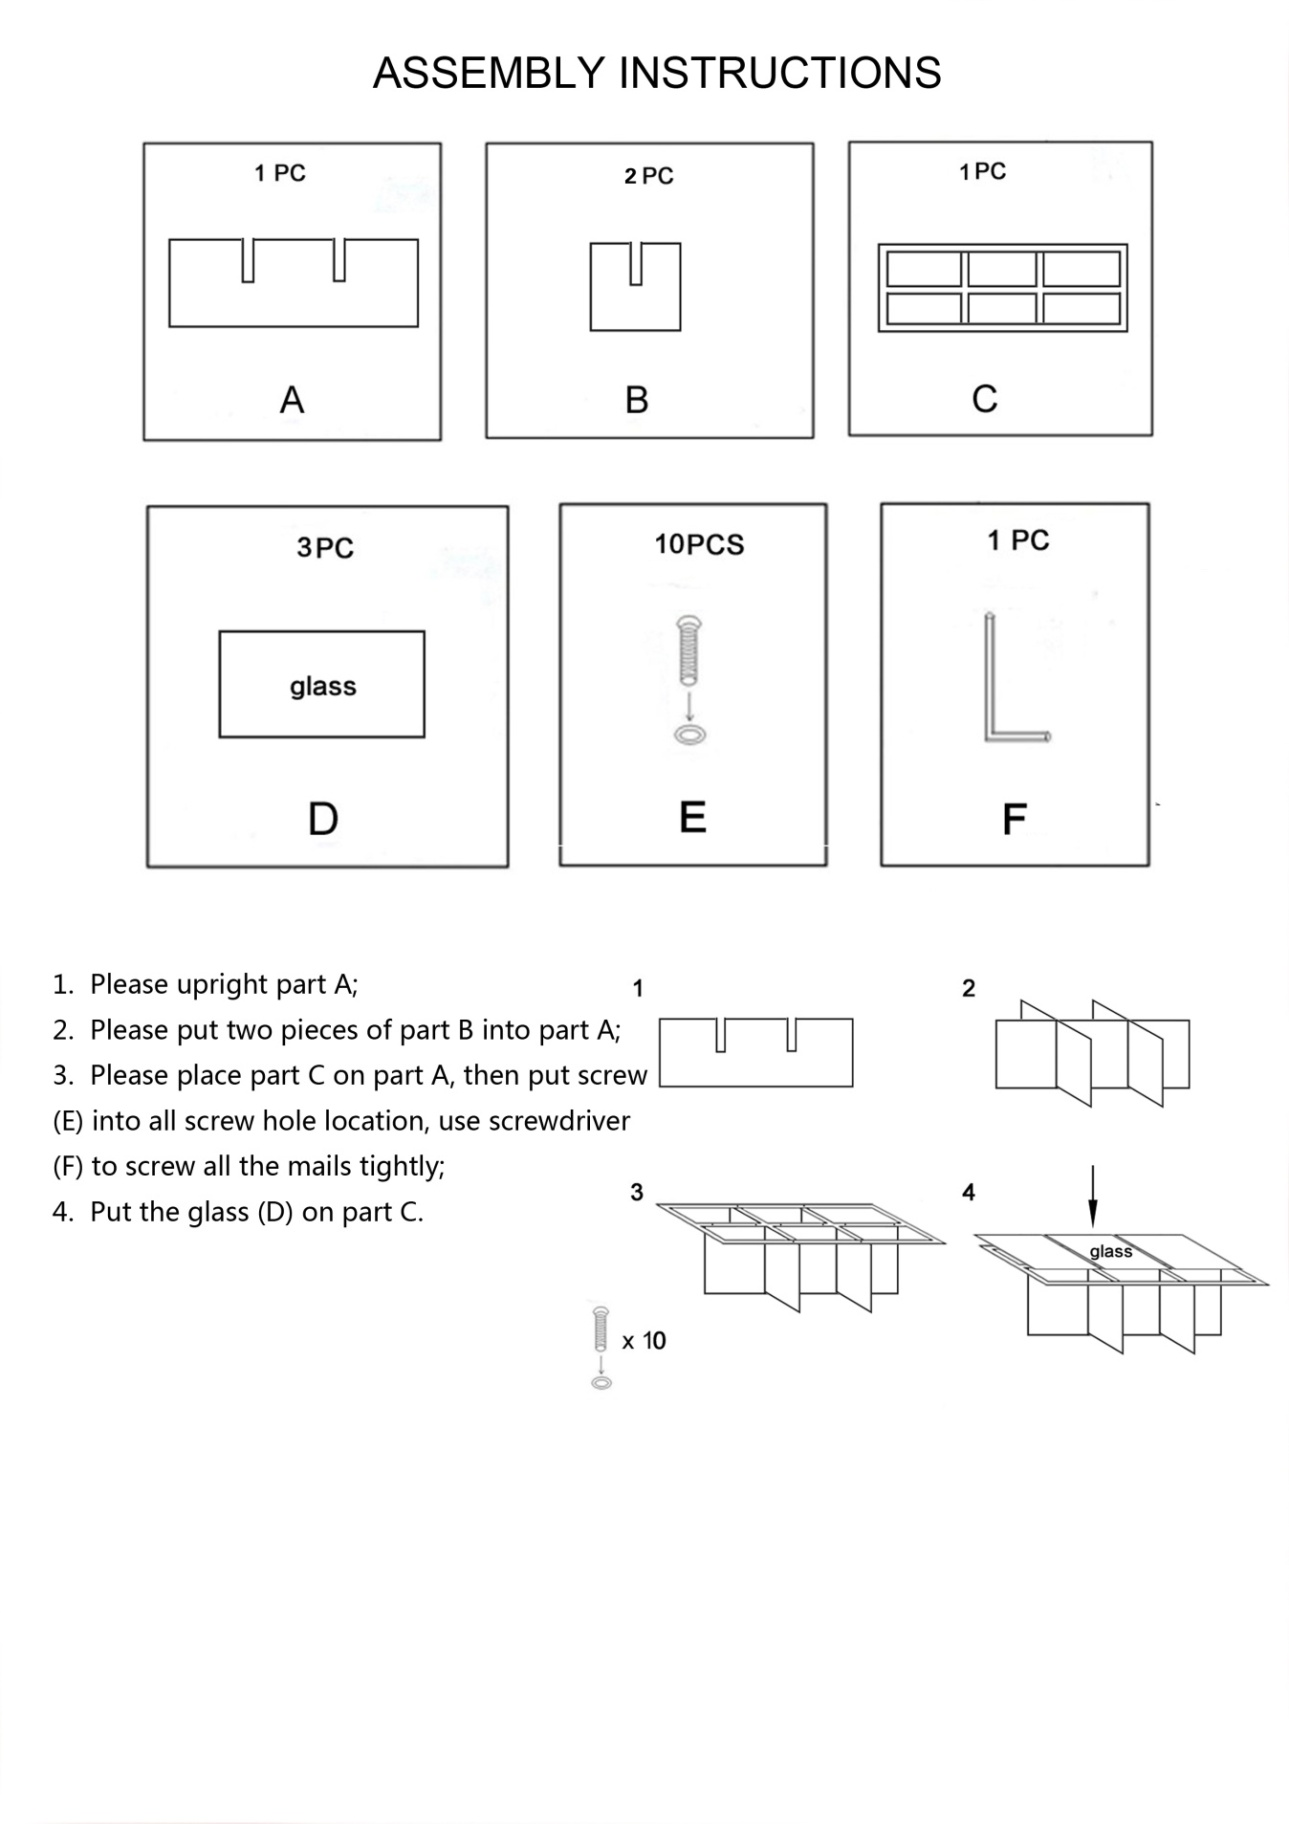 ASSEMBLY INSTRUCTIONS
1 PC
2 PC
1 PC
A
B
C
3 PC
10PCS
1 PC
glass
D
E
F
1. Please upright part A;
2. Please put two pieces of part B into part A;
3. Please place part C on part A, then put screw
(E) into all screw hole location, use screwdriver
(F) to screw all the mails tightly;
4. Put the glass (D) on part C.
1
2
3
4
glass
x 10